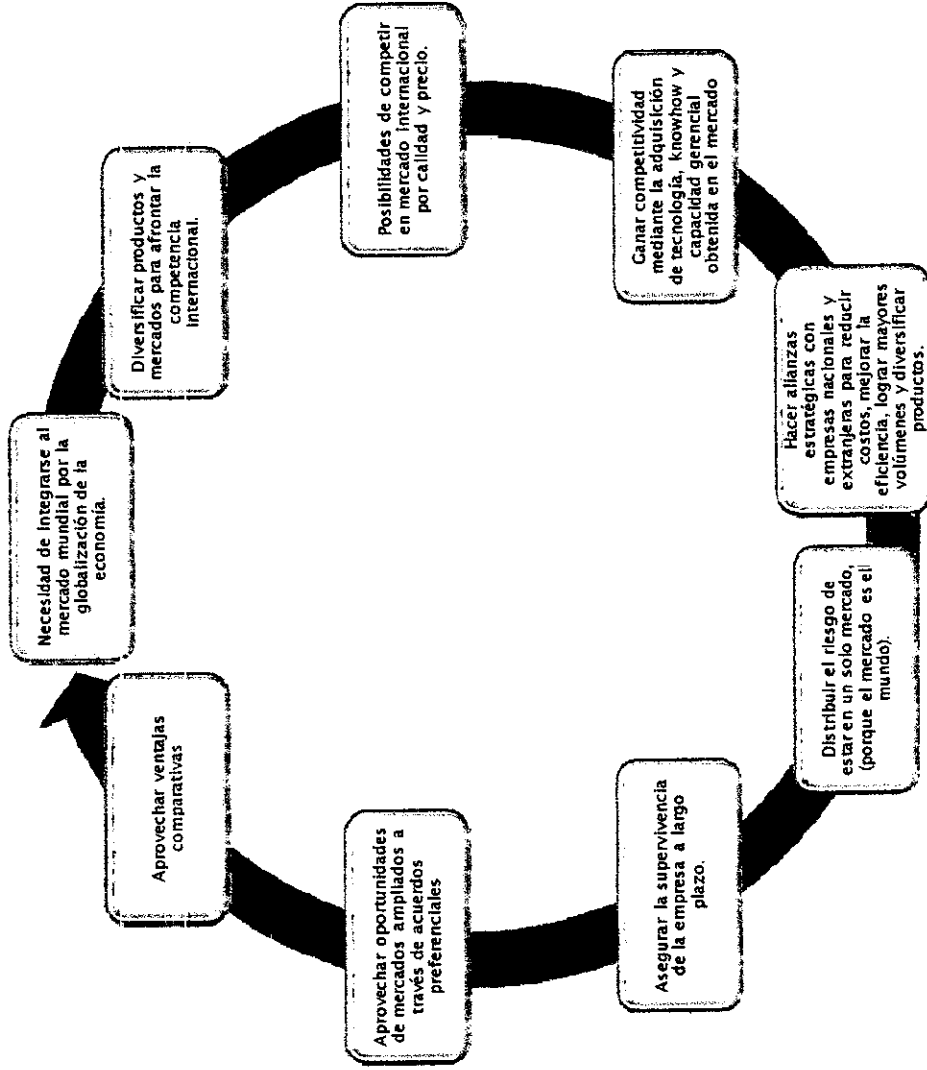 Necesidad de integrarse al
mercado mundial por la
globalización de la
economía.
Diversificar productos y
mercados para afrontar la
competencia
internacional.
Posibilidades de competir
en mercado internacional
por calidad y precio.
Ganar competitividad
mediante la adquisición
de tecnología, knowhow y
capacidad gerencial
obtenida en el mercado
Hacer alianzas
estratégicas con
empresas nacionales y
extranjeras para reducir
costos, mejorar la
eficiencia, lograr mayores
volúmenes y diversificar
productos.
Distribuir el riesgo de
estar en un solo mercado,
(porque el mercado es el
mundo).
Asegurar la supervivencia
de la empresa a largo
plazo.
Aprovechar oportunidades
de mercados ampliados a
través de acuerdos
preferenciales
Aprovechar ventajas
comparativas